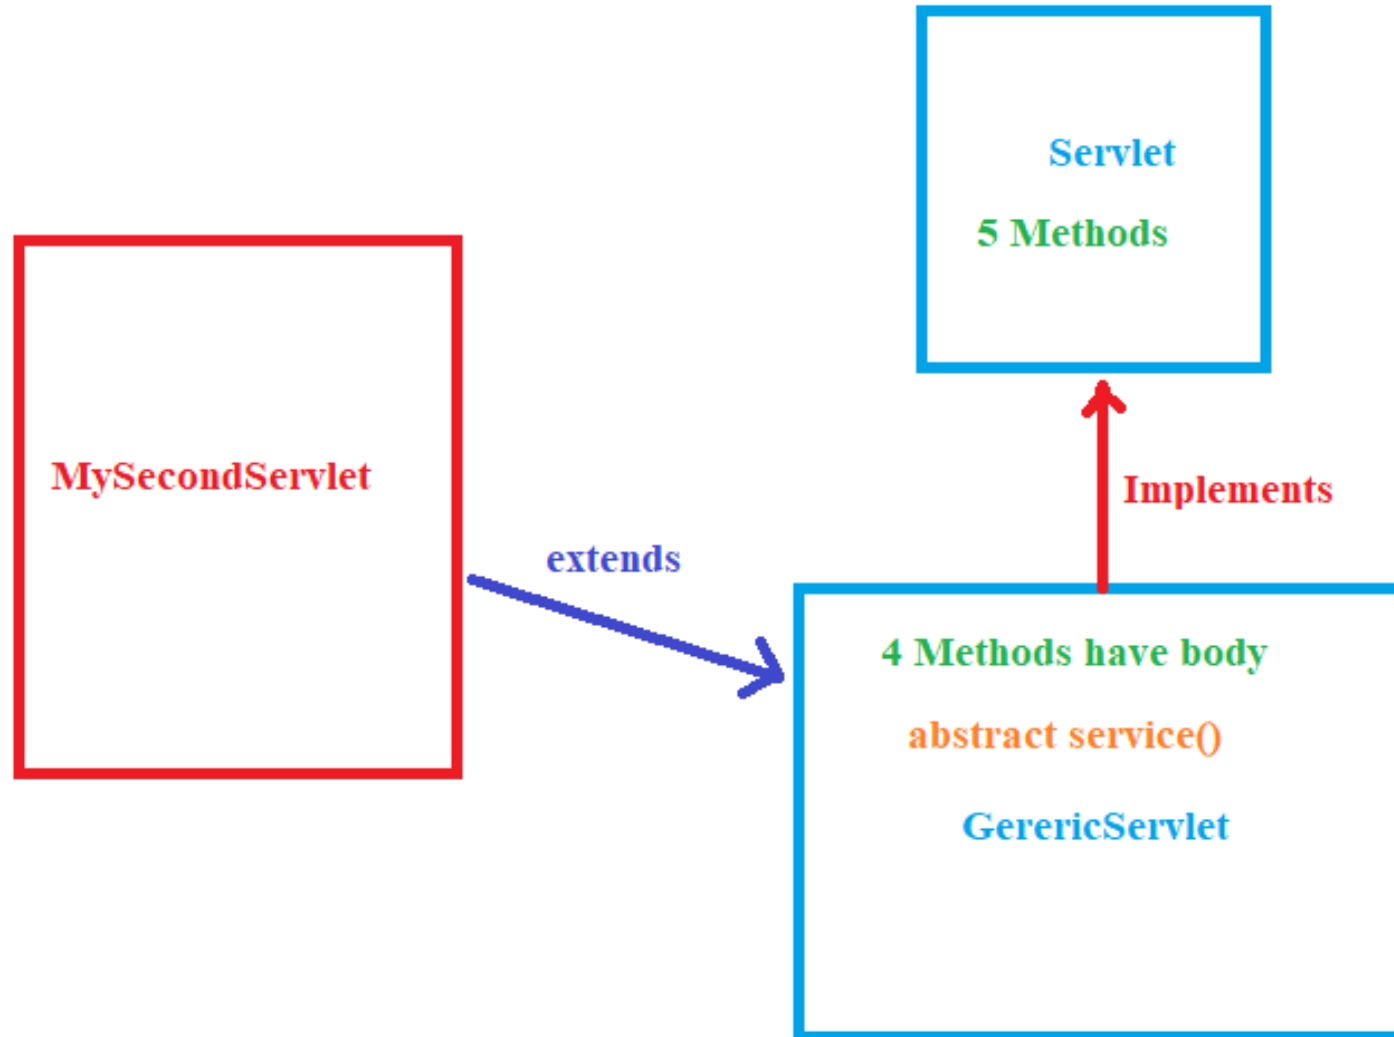 Servlet
5 Methods
MySecondServlet
Implements
extends
4 Methods have body
abstract service()
GerericServlet